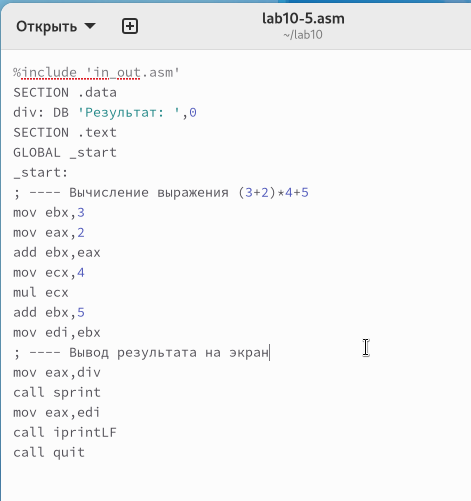 Открыть
lab10-5.asm
~/lab10
%include 'in_out.asm'
SECTION .data
div: DB 'Результат: ',0
SECTION .text
GLOBAL _start
_start:
; ---- Вычисление выражения (3+2)*4+5
mov ebx,3
mov eax,2
add ebx,eax
mov ecx,4
mul ecx
add ebx,5
mov edi,ebx
; ---- Вывод результата на экран
mov eax,div
call sprint
mov eax,edi
call iprintLF
call quit